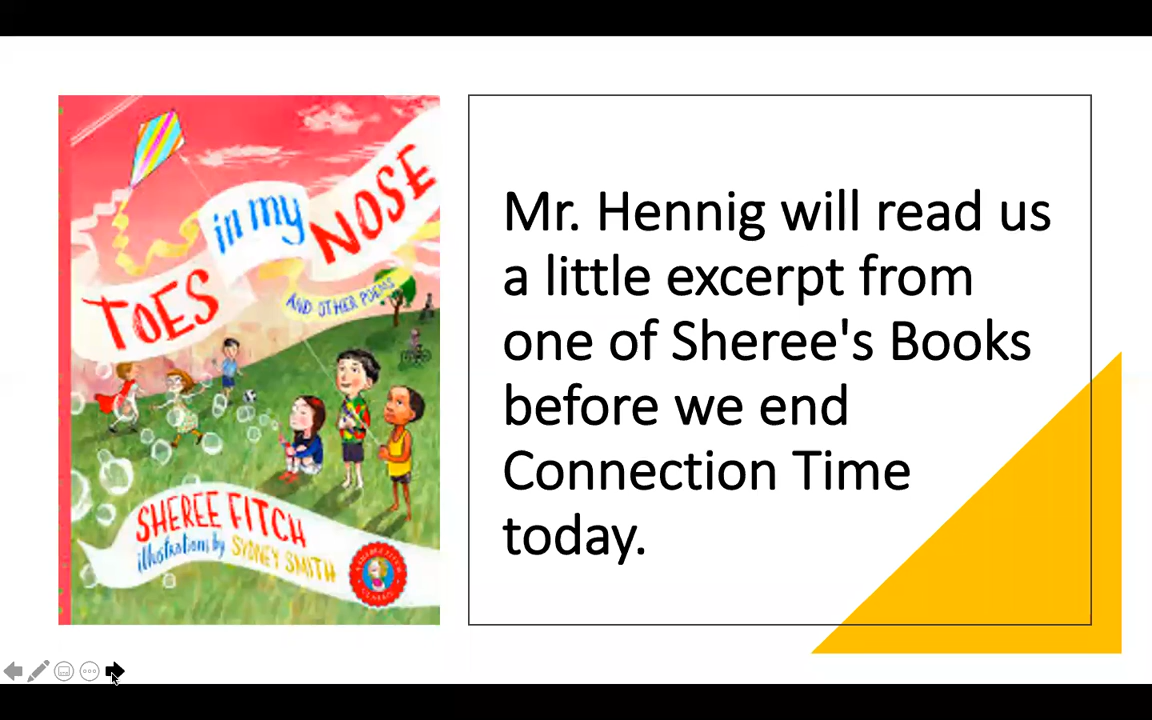 TOES in my NOSE
AND OTHER POEMS
SHEREE FITCH
illustrations by SYDNEY SMITH
Mr. Hennig will read us
a little excerpt from
one of Sheree's Books
before we end
Connection Time
today.